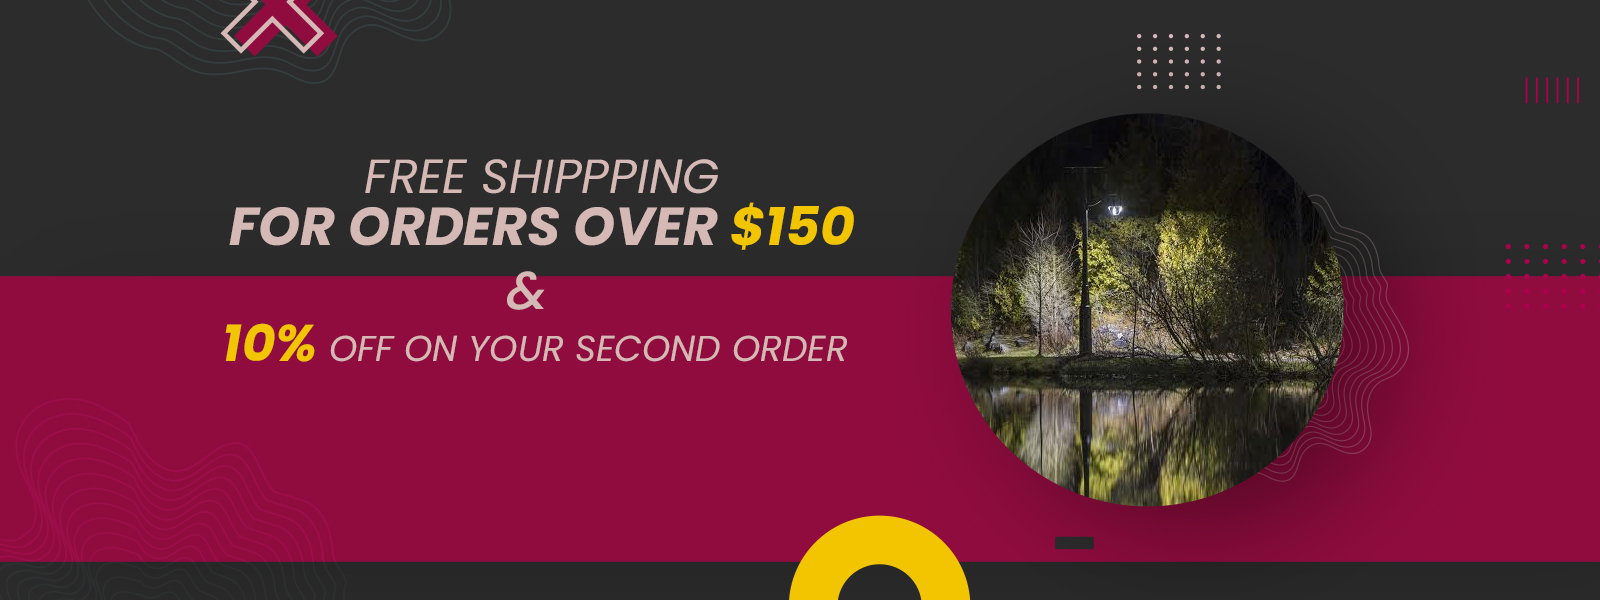 FREE SHIPPPING
FOR ORDERS OVER $150
&
10% OFF ON YOUR SECOND ORDER